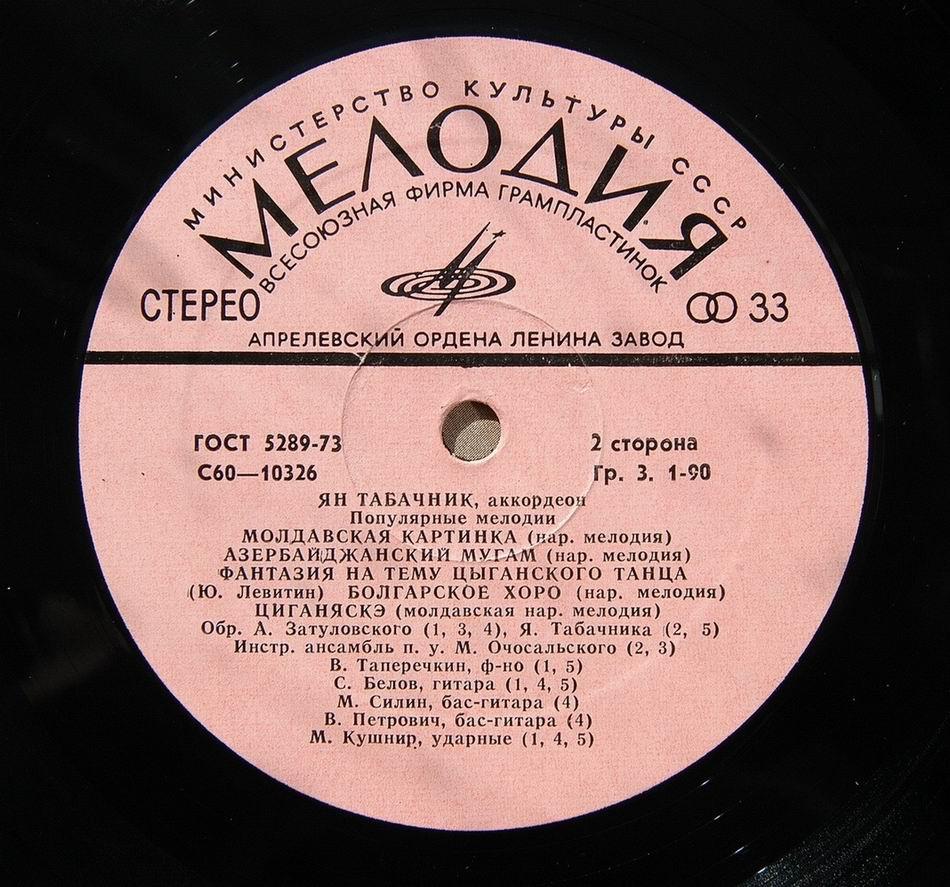 МИНИСТЕРСТВО КУЛЬТУРЫ СССР
МЕЛОДИЯ
ВСЕСОЮЗНАЯ ФИРМА ГРАМПЛАСТИНОК
СТЕРЕО
33
АПРЕЛЕВСКИЙ ОРДЕНА ЛЕНИНА ЗАВОД
ГОСТ 5289-73 2 сторона
С60—10326 Гр. 3. 1-90
ЯН ТАБАЧНИК, аккордеон
Популярные мелодии
МОЛДАВСКАЯ КАРТИНКА (нар. мелодия)
АЗЕРБАЙДЖАНСКИЙ МУГАМ (нар. мелодия)
ФАНТАЗИЯ НА ТЕМУ ЦЫГАНСКОГО ТАНЦА
(Ю. Левитин) БОЛГАРСКОЕ ХОРО (нар. мелодия)
ЦИГАНЯСКЭ (молдавская нар. мелодия)
Обр. А. Затуловского (1, 3, 4), Я. Табачника (2, 5)
Инстр. ансамбль п. у. М. Очосальского (2, 3)
В. Таперечкин, ф-но (1, 5)
С. Белов, гитара (1, 4, 5)
М. Силин, бас-гитара (4)
В. Петрович, бас-гитара (4)
М. Кушнир, ударные (1, 4, 5)